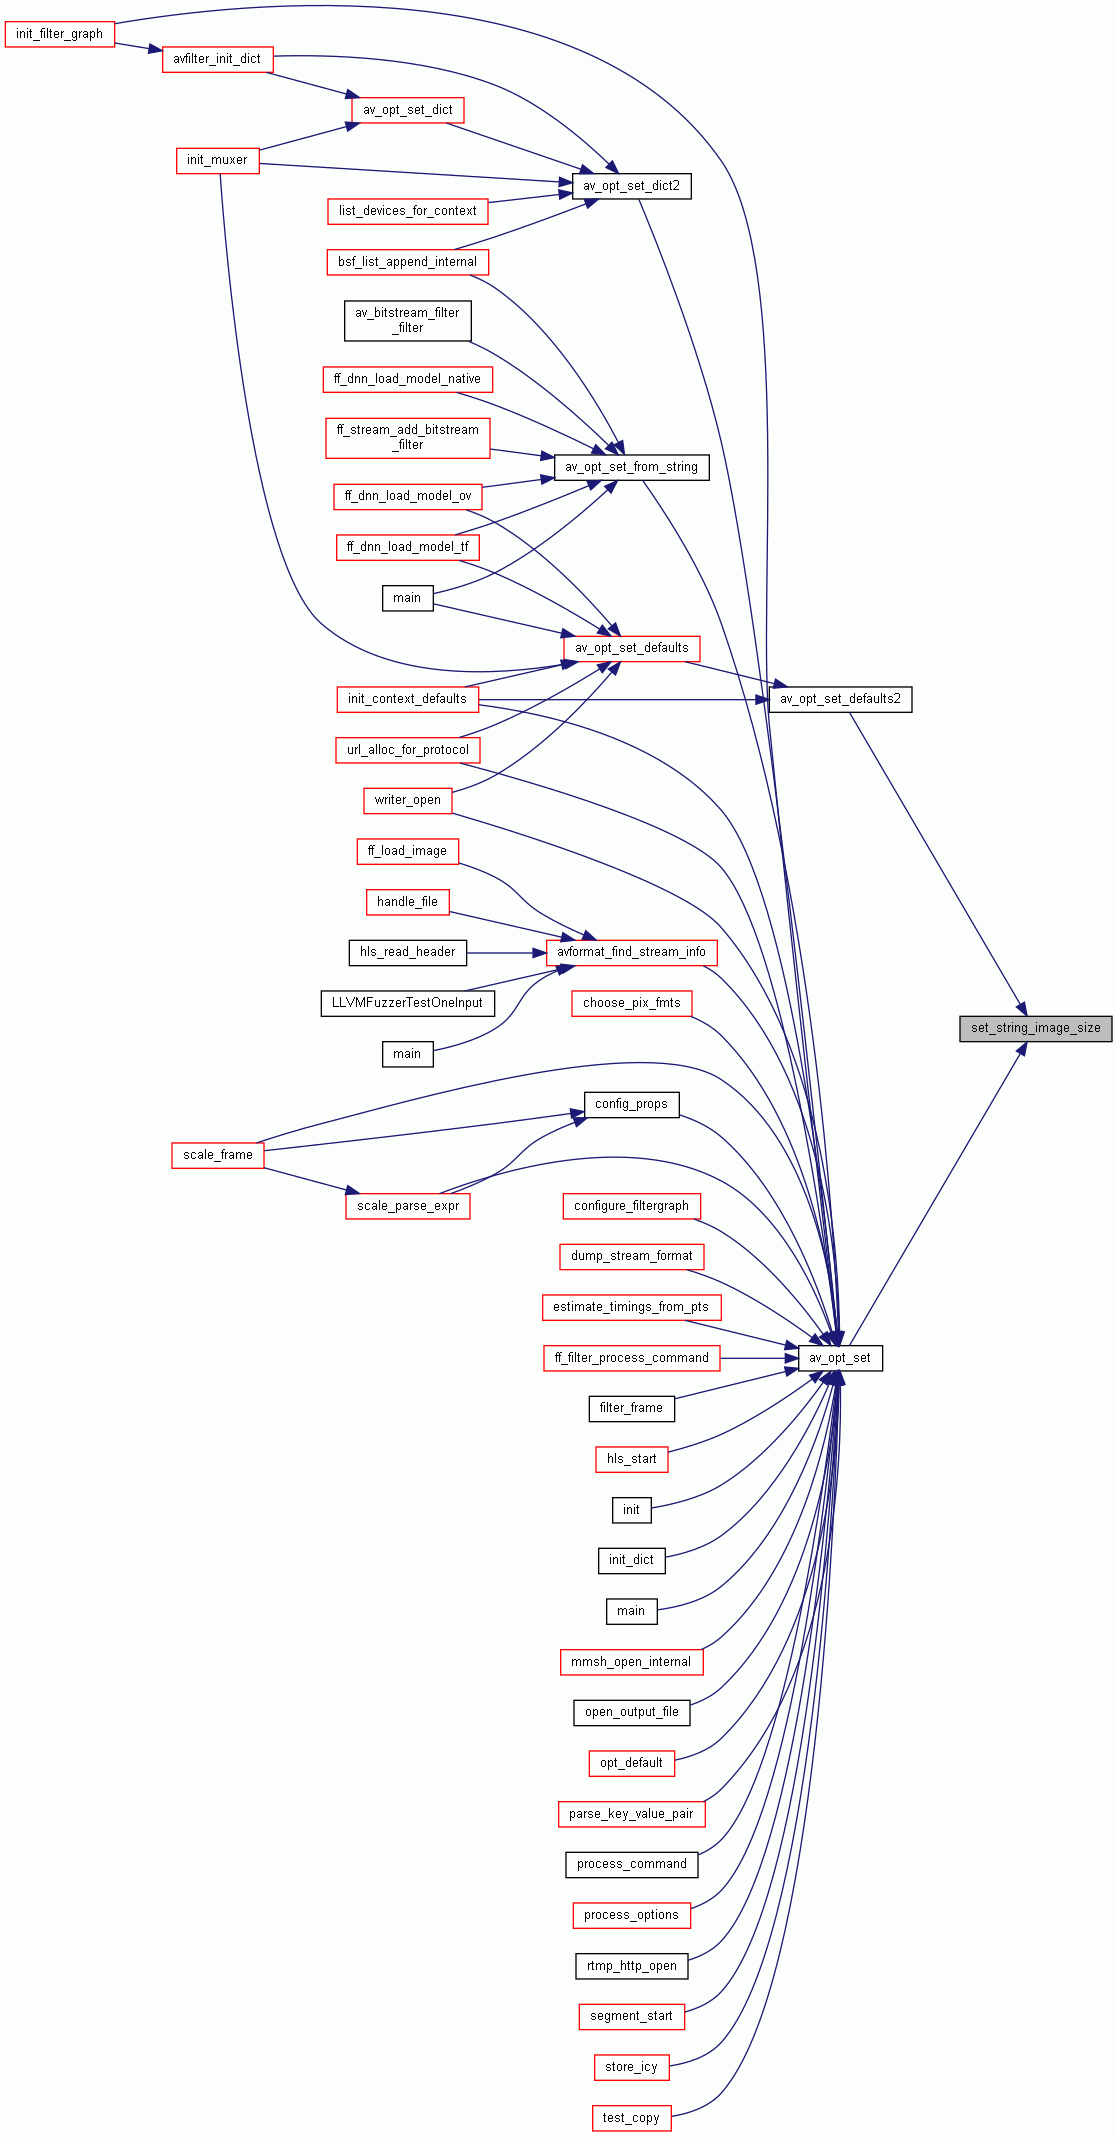 init_filter_graph
avfilter_init_dict
av_opt_set_dict
init_muxer
av_opt_set_dict2
list_devices_for_context
bsf_list_append_internal
av_bitstream_filter
_filter
ff_dnn_load_model_native
ff_stream_add_bitstream
_filter
av_opt_set_from_string
ff_dnn_load_model_ov
ff_dnn_load_model_tf
main
av_opt_set_defaults
init_context_defaults
av_opt_set_defaults2
url_alloc_for_protocol
writer_open
ff_load_image
handle_file
hls_read_header
avformat_find_stream_info
LLVMFuzzerTestOneInput
choose_pix_fmts
set_string_image_size
main
config_props
scale_frame
scale_parse_expr
configure_filtergraph
dump_stream_format
estimate_timings_from_pts
ff_filter_process_command
av_opt_set
filter_frame
hls_start
init
init_dict
main
mmsh_open_internal
open_output_file
opt_default
parse_key_value_pair
process_command
process_options
rtmp_http_open
segment_start
store_icy
test_copy